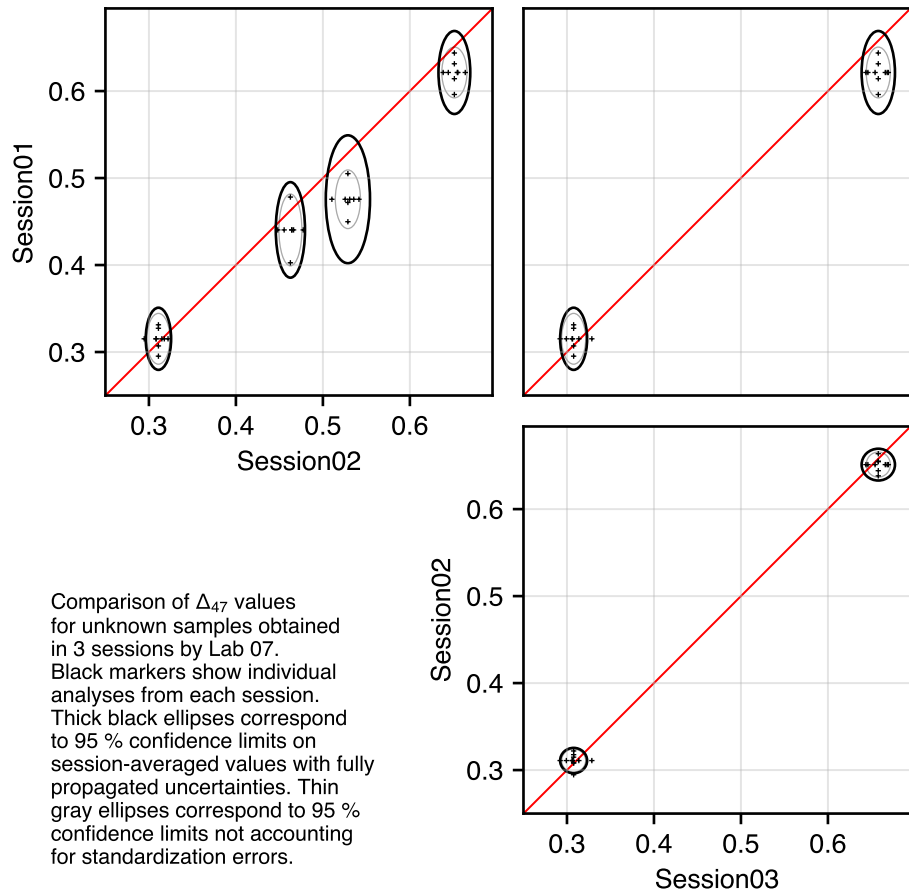 0.6
0.5
0.4
0.3
Session01
0.3 0.4 0.5 0.6
Session02
0.6
0.5
0.4
0.3
Session02
0.3 0.4 0.5 0.6
Session03
Comparison of Δ₄₇ values
for unknown samples obtained
in 3 sessions by Lab 07.
Black markers show individual
analyses from each session.
Thick black ellipses correspond
to 95 % confidence limits on
session-averaged values with fully
propagated uncertainties. Thin
gray ellipses correspond to 95 %
confidence limits not accounting
for standardization errors.